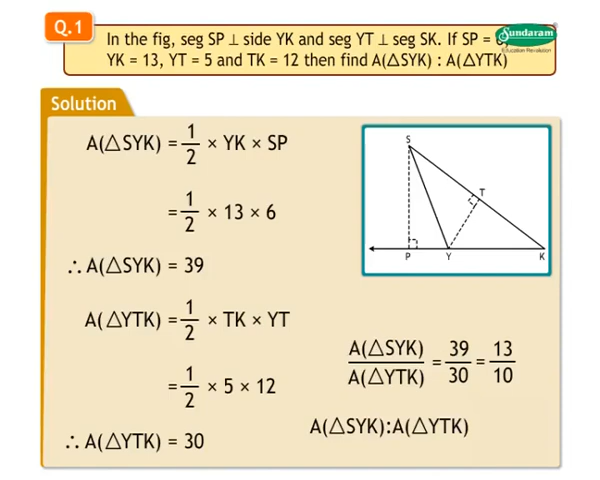 Q.1
Sundaram
Education Revolution
In the fig, seg SP ⊥ side YK and seg YT ⊥ seg SK. If SP =
YK = 13, YT = 5 and TK = 12 then find A(△SYK) : A(△YTK)
Solution
A(△SYK) = 1/2 × YK × SP
= 1/2 × 13 × 6
∴ A(△SYK) = 39
A(△YTK) = 1/2 × TK × YT
= 1/2 × 5 × 12
∴ A(△YTK) = 30
S
T
P Y K
A(△SYK)/A(△YTK) = 39/30 = 13/10
A(△SYK):A(△YTK)